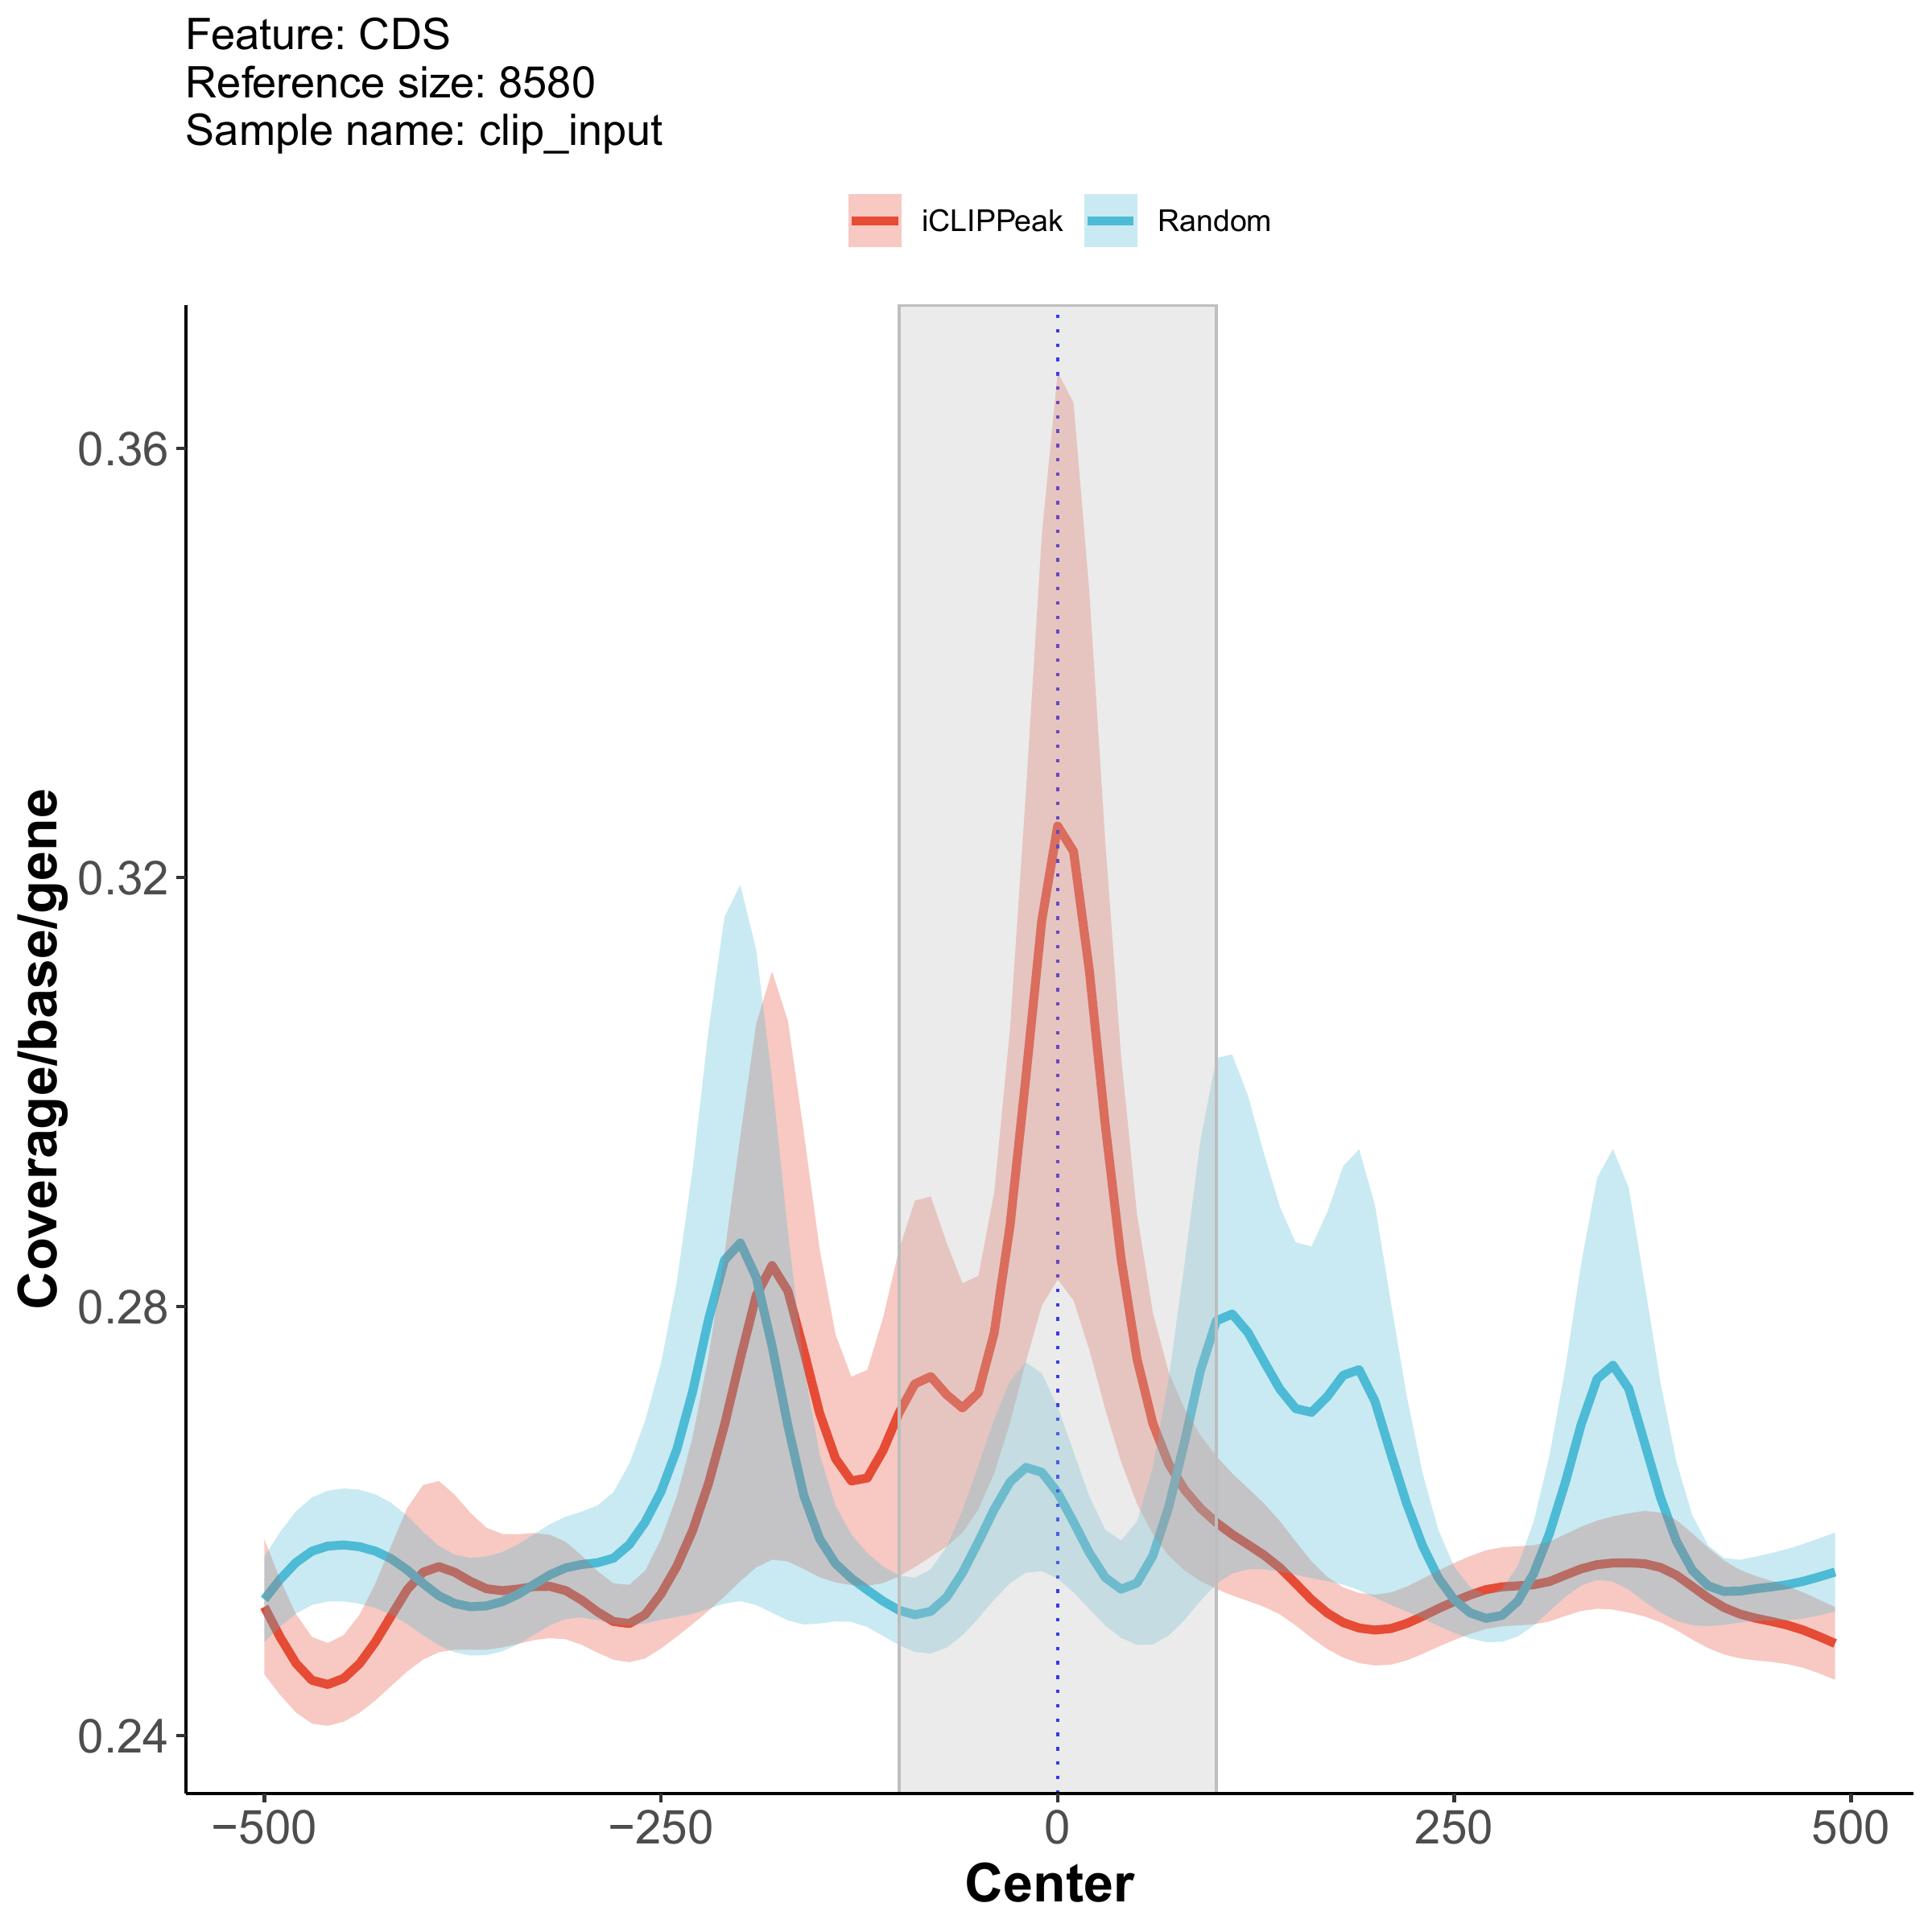 Feature: CDS
Reference size: 8580
Sample name: clip_input
iCLIPPeak Random
Coverage/base/gene
0.36
0.32
0.28
0.24
−500 −250 0 250 500
Center